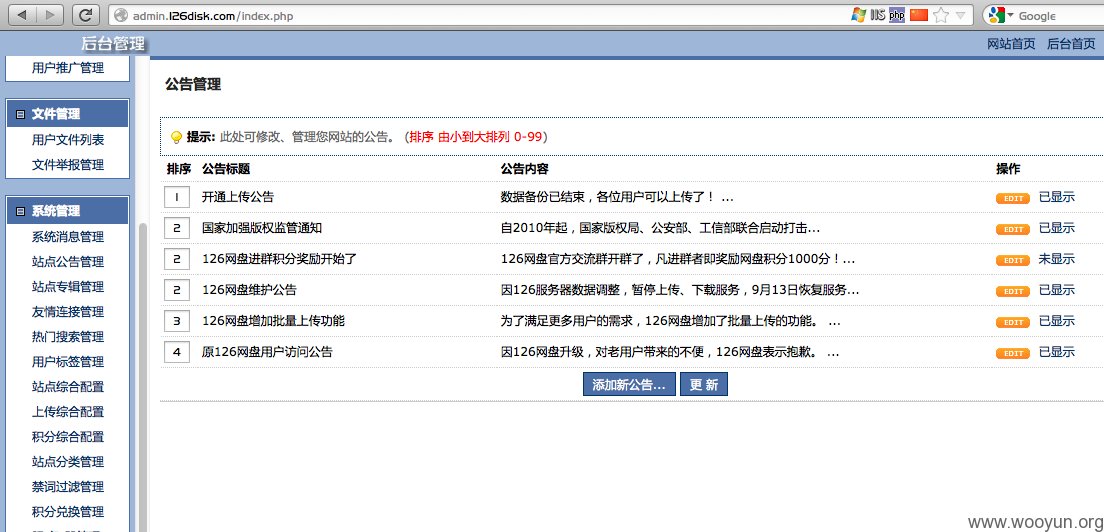 admin.126disk.com/index.php
IIS php
Google
后台管理
网站首页 后台首页
用户推广管理
文件管理
用户文件列表
文件举报管理
系统管理
系统消息管理
站点公告管理
站点专辑管理
友情连接管理
热门搜索管理
用户标签管理
站点综合配置
上传综合配置
积分综合配置
站点分类管理
禁词过滤管理
积分兑换管理
公告管理
提示: 此处可修改、管理您网站的公告。 (排序 由小到大排列 0-99)
排序 公告标题 公告内容 操作
1 开通上传公告 数据备份已结束，各位用户可以上传了！ ... EDIT 已显示
2 国家加强版权监管通知 自2010年起，国家版权局、公安部、工信部联合启动打击... EDIT 已显示
2 126网盘进群积分奖励开始了 126网盘官方交流群开群了，凡进群者即奖励网盘积分1000分！... EDIT 未显示
2 126网盘维护公告 因126服务器数据调整，暂停上传、下载服务，9月13日恢复服务... EDIT 已显示
3 126网盘增加批量上传功能 为了满足更多用户的需求，126网盘增加了批量上传的功能。 ... EDIT 已显示
4 原126网盘用户访问公告 因126网盘升级，对老用户带来的不便，126网盘表示抱歉。 ... EDIT 已显示
添加新公告... 更 新
www.wooyun.org